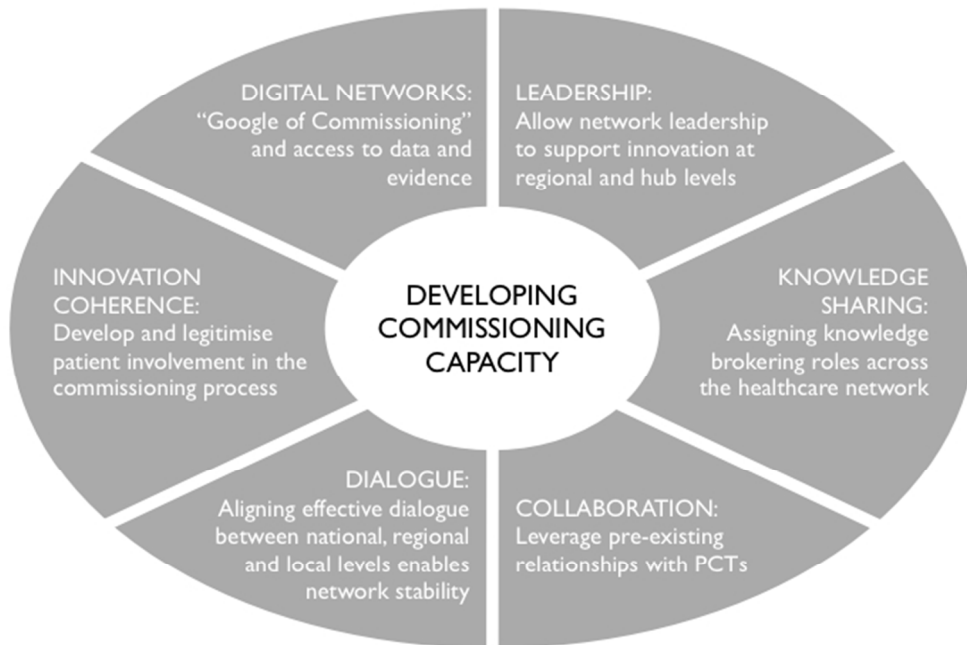 DIGITAL NETWORKS:
“Google of Commissioning”
and access to data and
evidence
LEADERSHIP:
Allow network leadership
to support innovation at
regional and hub levels
INNOVATION
COHERENCE:
Develop and legitimise
patient involvement in the
commissioning process
DEVELOPING
COMMISSIONING
CAPACITY
KNOWLEDGE
SHARING:
Assigning knowledge
brokering roles across
the healthcare network
DIALOGUE:
Aligning effective dialogue
between national, regional
and local levels enables
network stability
COLLABORATION:
Leverage pre-existing
relationships with PCTs